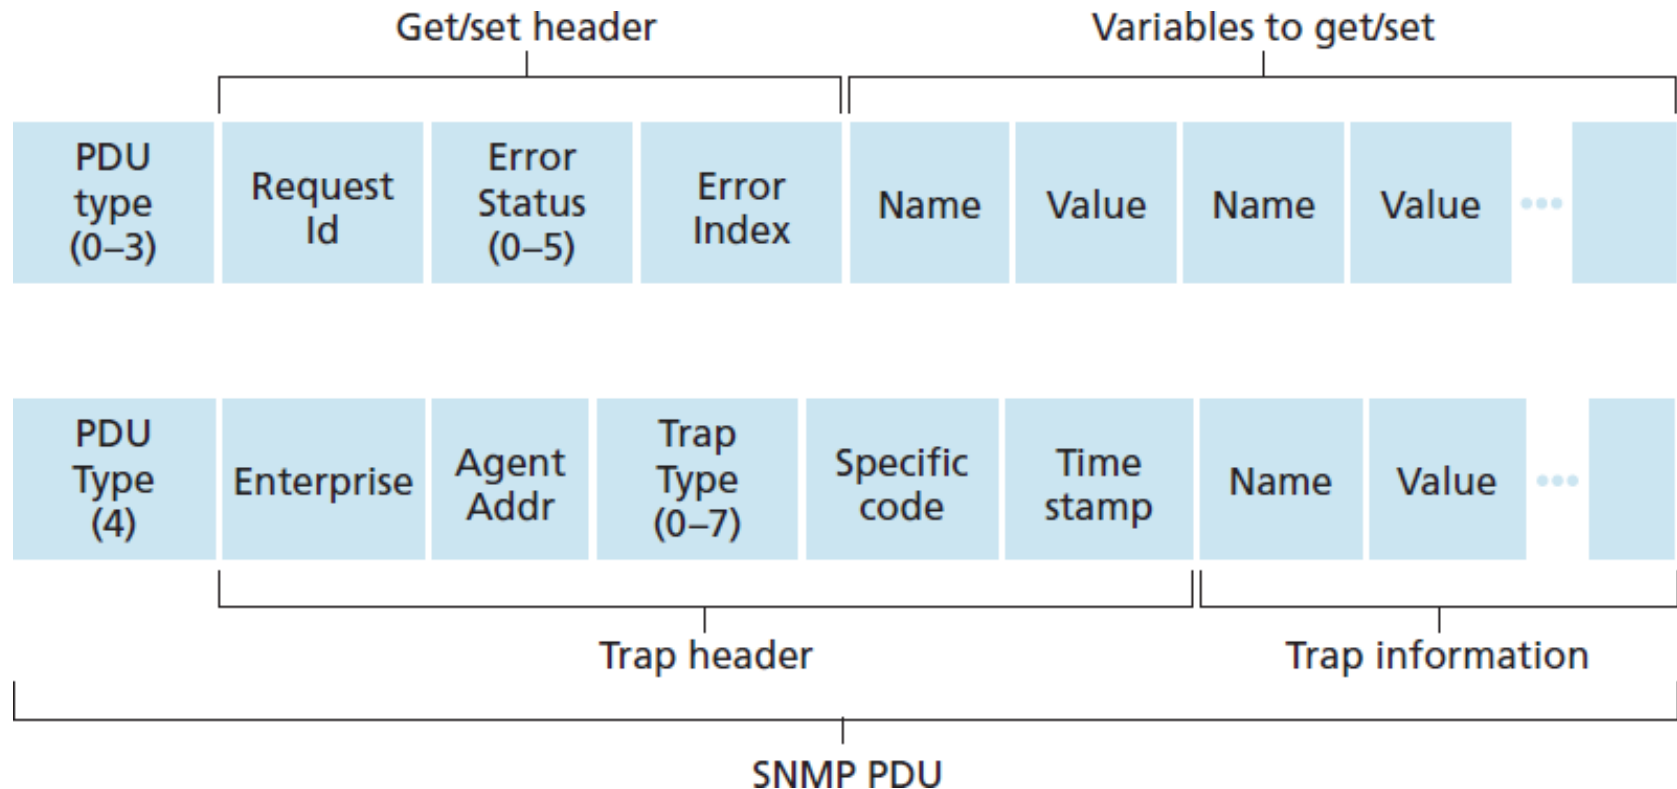 Get/set header
Variables to get/set
PDU
type
(0–3)
Request
Id
Error
Status
(0–5)
Error
Index
Name
Value
Name
Value
PDU
Type
(4)
Enterprise
Agent
Addr
Trap
Type
(0–7)
Specific
code
Time
stamp
Name
Value
Trap header
Trap information
SNMP PDU